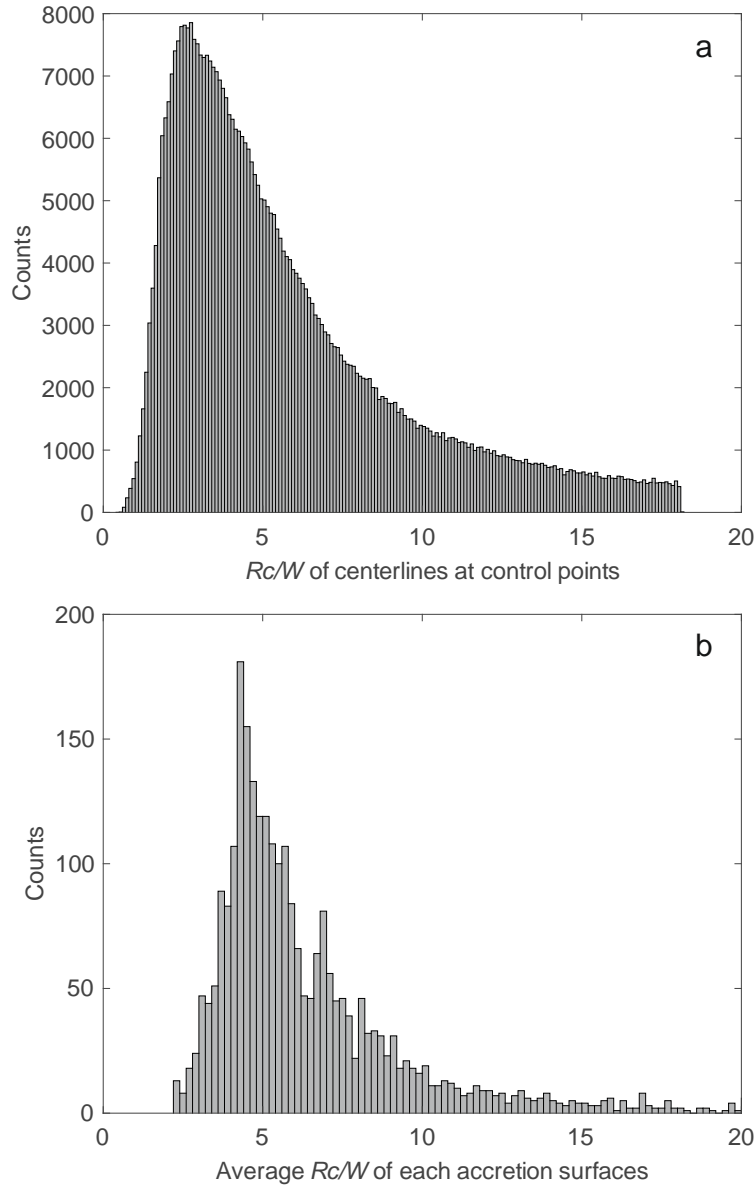 8000
7000
6000
5000
4000
3000
2000
1000
0
Counts
a
0 5 10 15 20
Rc/W of centerlines at control points
200
150
100
50
0
Counts
b
0 5 10 15 20
Average Rc/W of each accretion surfaces